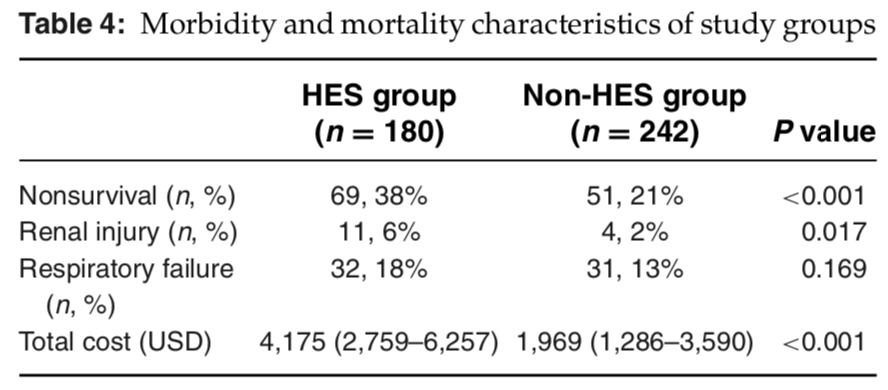 Table 4: Morbidity and mortality characteristics of study groups
HES group Non-HES group
(n = 180) (n = 242) P value
Nonsurvival (n, %) 69, 38% 51, 21% <0.001
Renal injury (n, %) 11, 6% 4, 2% 0.017
Respiratory failure 32, 18% 31, 13% 0.169
(n, %)
Total cost (USD) 4,175 (2,759–6,257) 1,969 (1,286–3,590) <0.001